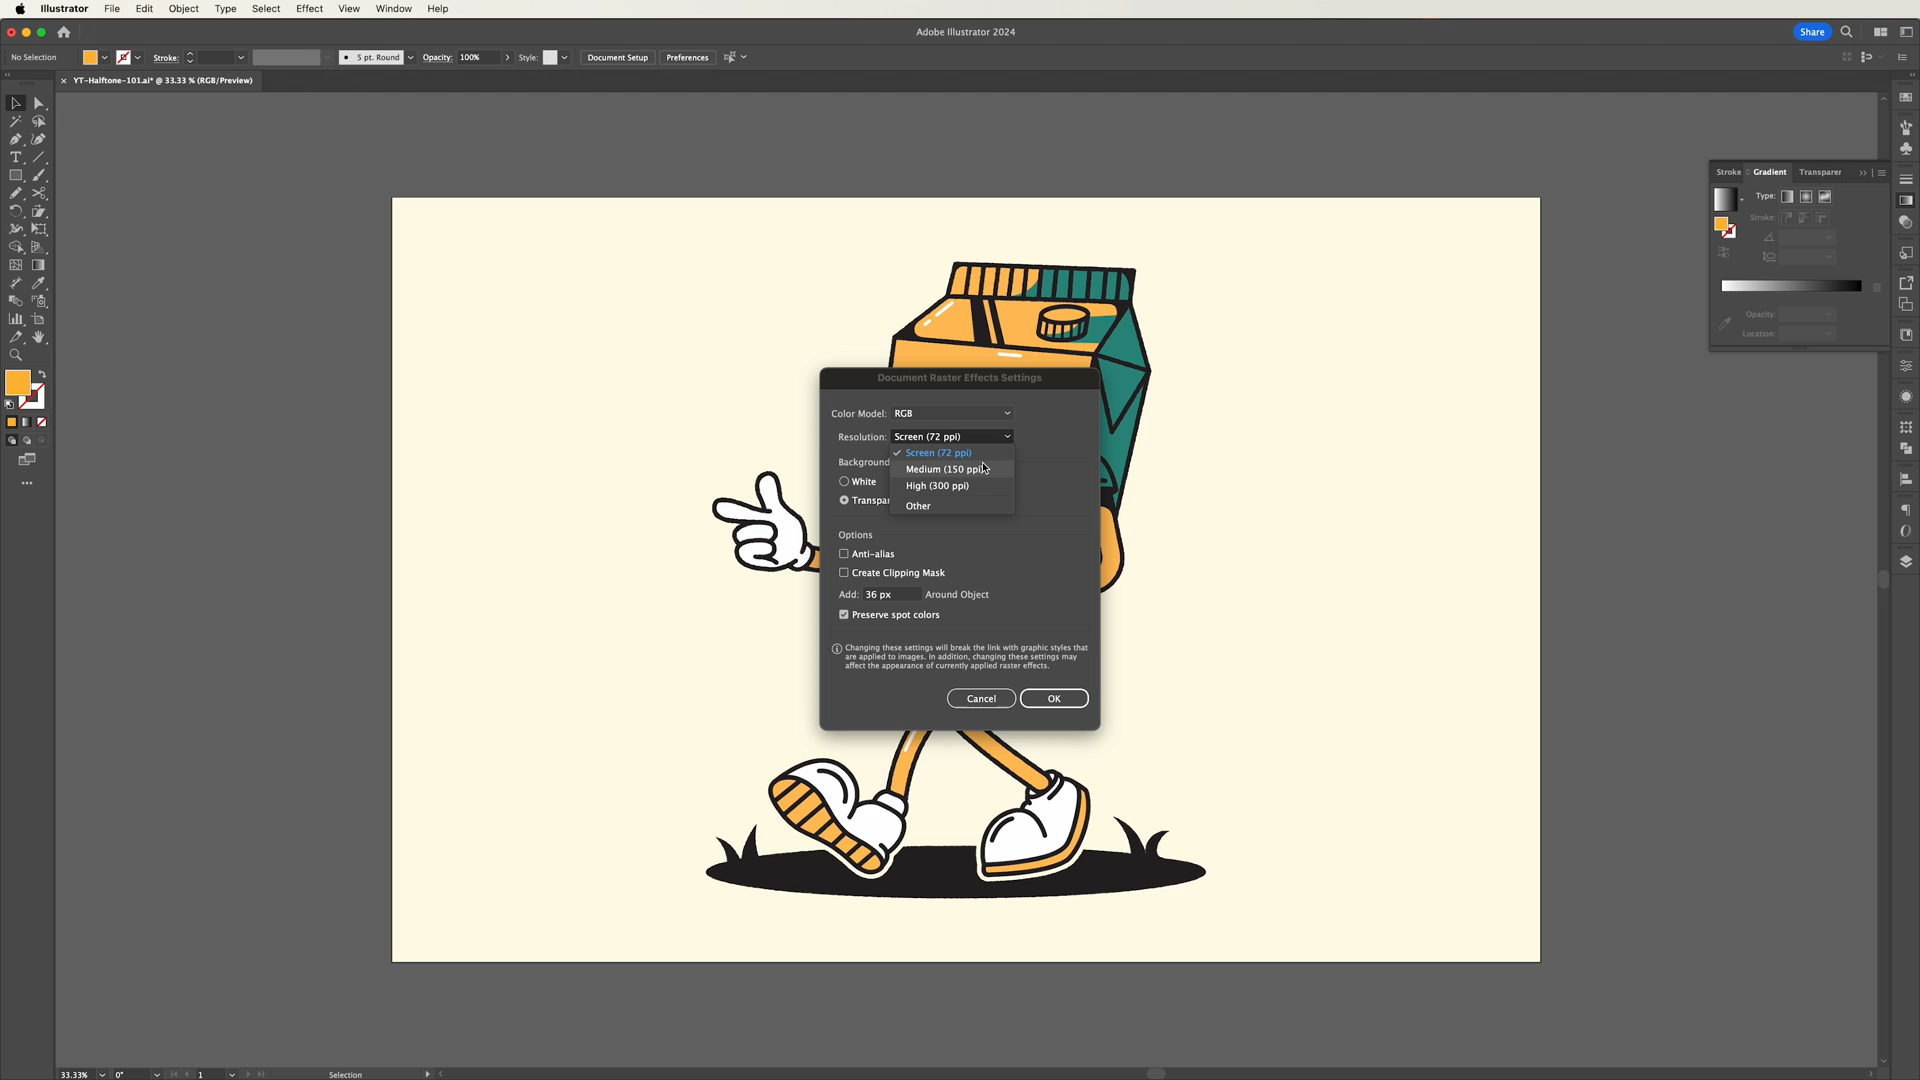 Illustrator File Edit Object Type Select Effect View Window Help
Adobe Illustrator 2024
Share
No Selection
Stroke:
5 pt. Round
Opacity: 100%
Style:
Document Setup
Preferences
YT-Halftone-101.ai* @ 33.33 % (RGB/Preview)
Stroke Gradient Transparer
Type:
Stroke:
Opacity:
Location:
Document Raster Effects Settings
Color Model: RGB
Resolution: Screen (72 ppi)
Screen (72 ppi)
Background
Medium (150 ppi)
White
High (300 ppi)
Transpar
Other
Options
Anti-alias
Create Clipping Mask
Add: 36 px Around Object
Preserve spot colors
Changing these settings will break the link with graphic styles that
are applied to images. In addition, changing these settings may
affect the appearance of currently applied raster effects.
Cancel OK
33.33% 0° 1 Selection